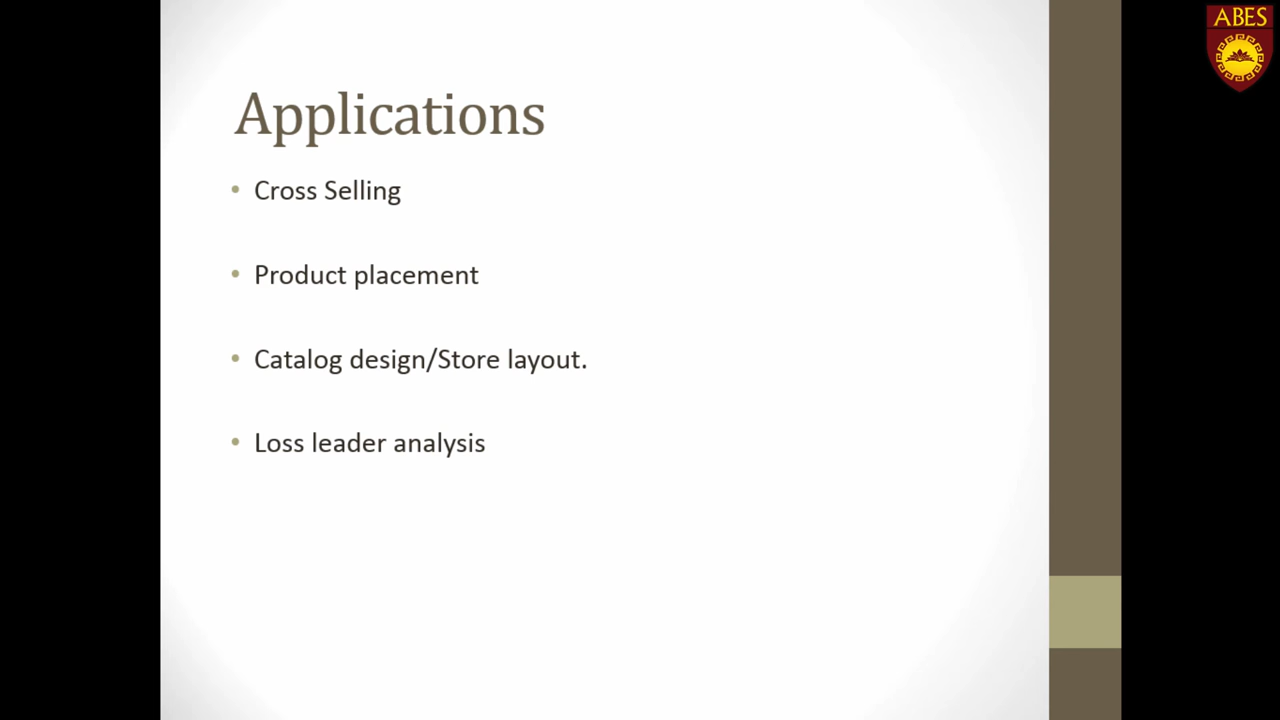 ABES
Applications
• Cross Selling
• Product placement
• Catalog design/Store layout.
• Loss leader analysis